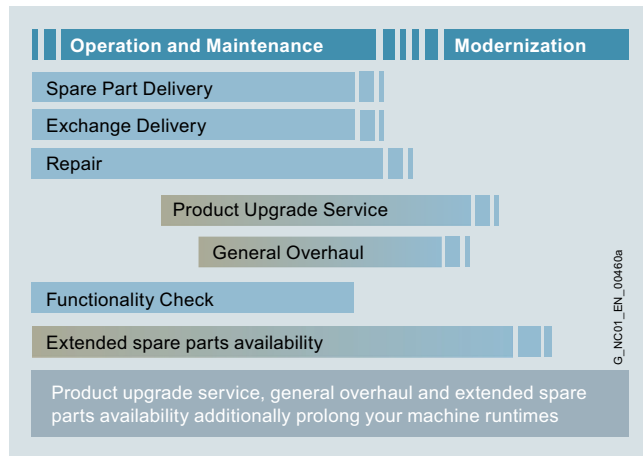 Operation and Maintenance
Modernization
Spare Part Delivery
Exchange Delivery
Repair
Product Upgrade Service
General Overhaul
Functionality Check
Extended spare parts availability
G_NC01_EN_00460a
Product upgrade service, general overhaul and extended spare
parts availability additionally prolong your machine runtimes